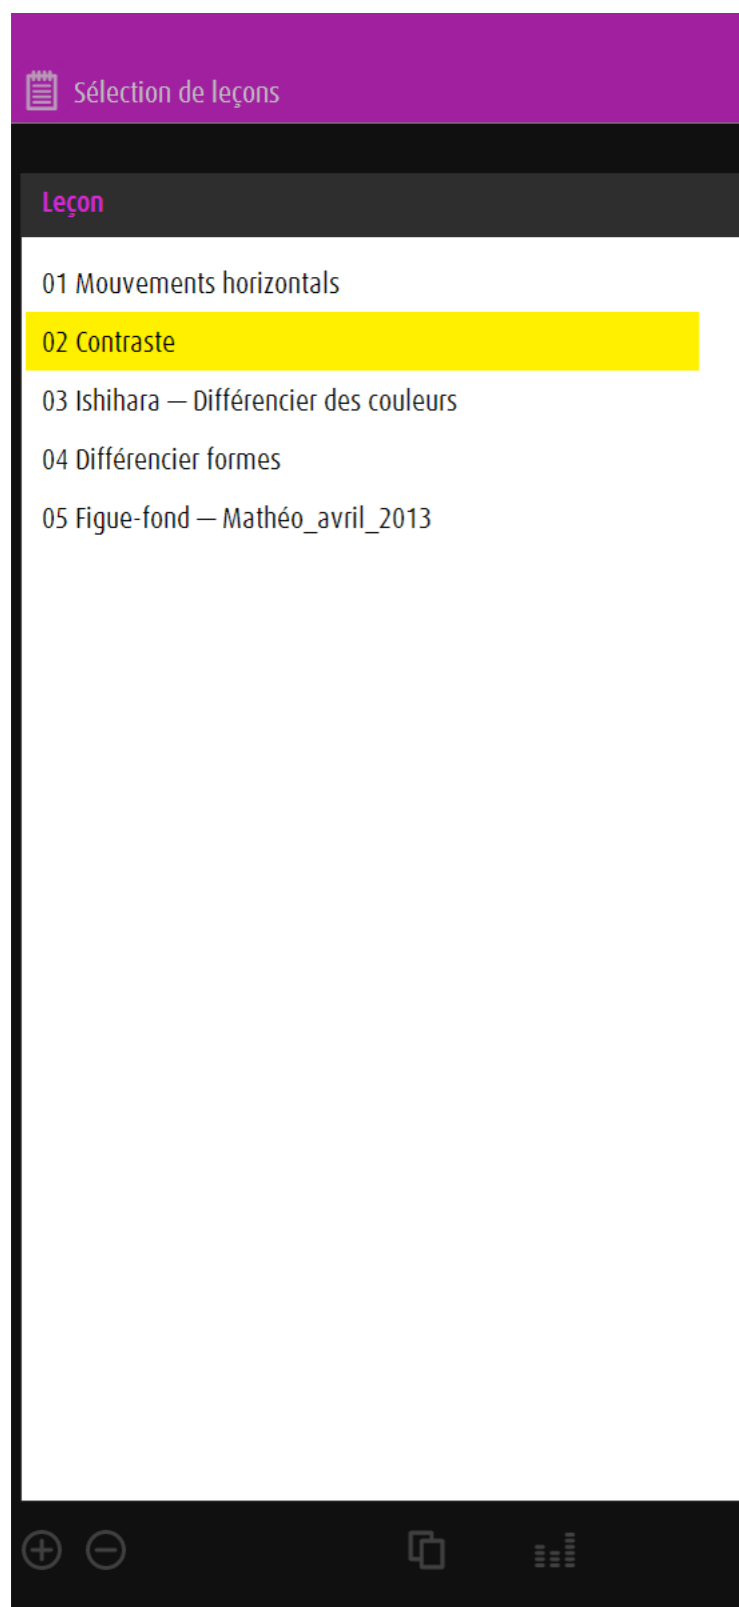 Sélection de leçons
Leçon
01 Mouvements horizontals
02 Contraste
03 Ishihara — Différencier des couleurs
04 Différencier formes
05 Figue-fond — Mathéo_avril_2013